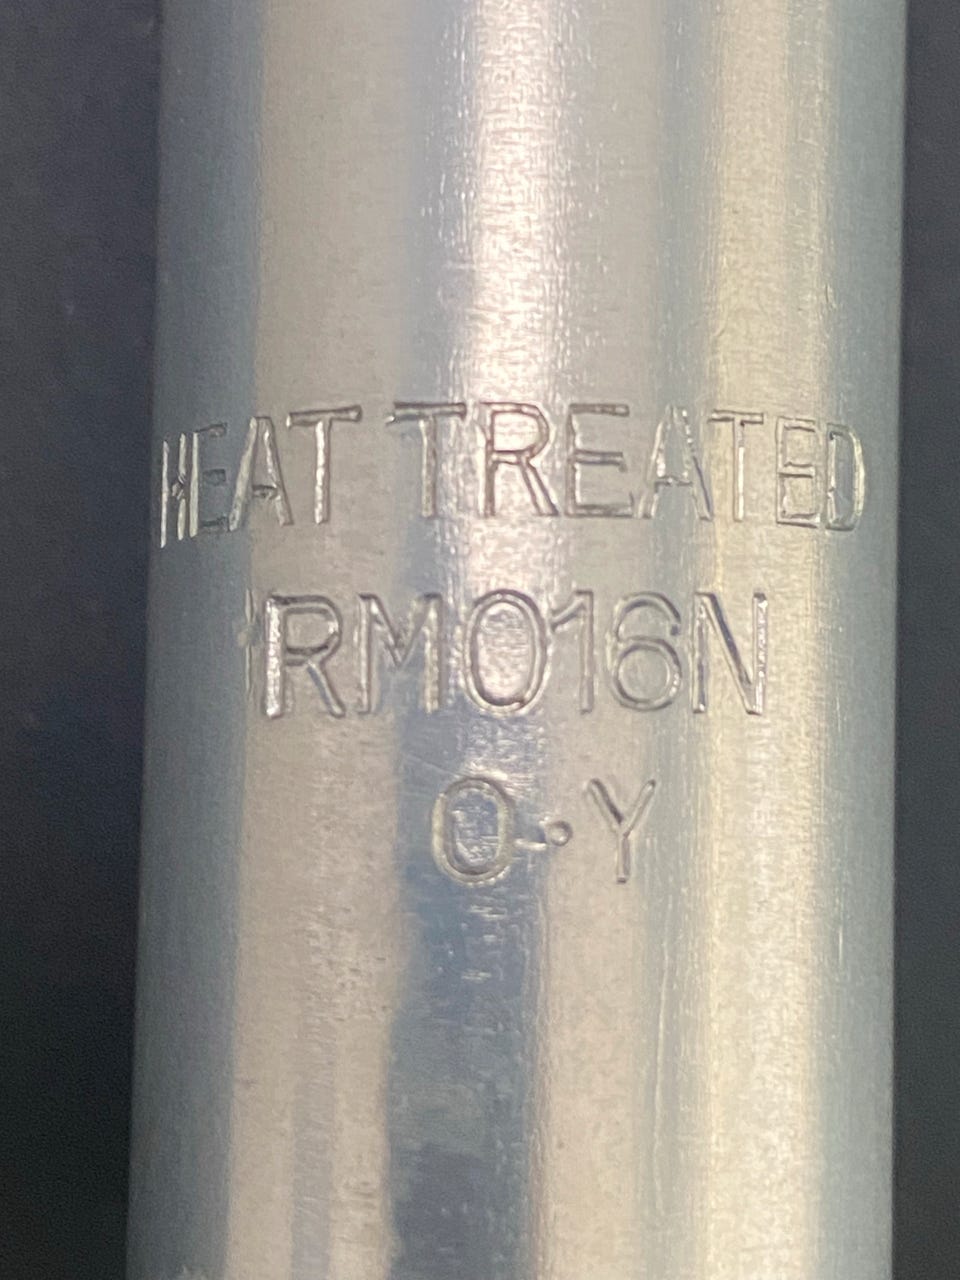 HEAT TREATED
RM016N
O·Y